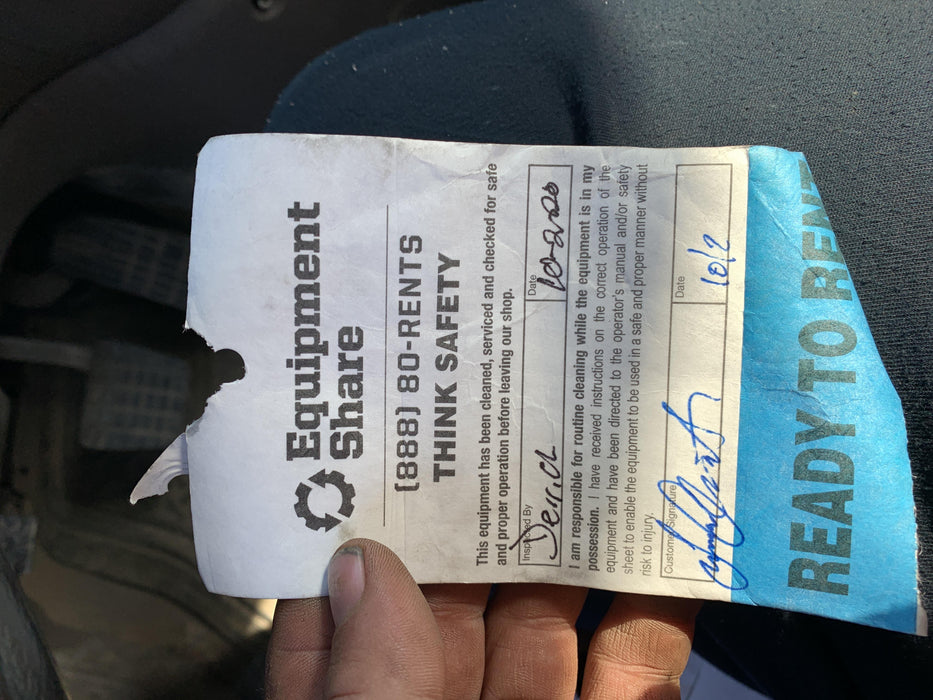 Equipment
Share
(888) 80-RENTS
THINK SAFETY
This equipment has been cleaned, serviced and checked for safe
and proper operation before leaving our shop.
Inspected By
Derrick
Date
I am responsible for routine cleaning while the equipment is in my
possession. I have received instructions on the correct operation of the
equipment and have been directed to the operator's manual and/or safety
sheet to enable the equipment to be used in a safe and proper manner without
risk to injury.
Customer Signature
Date
10/2
READY TO RENT